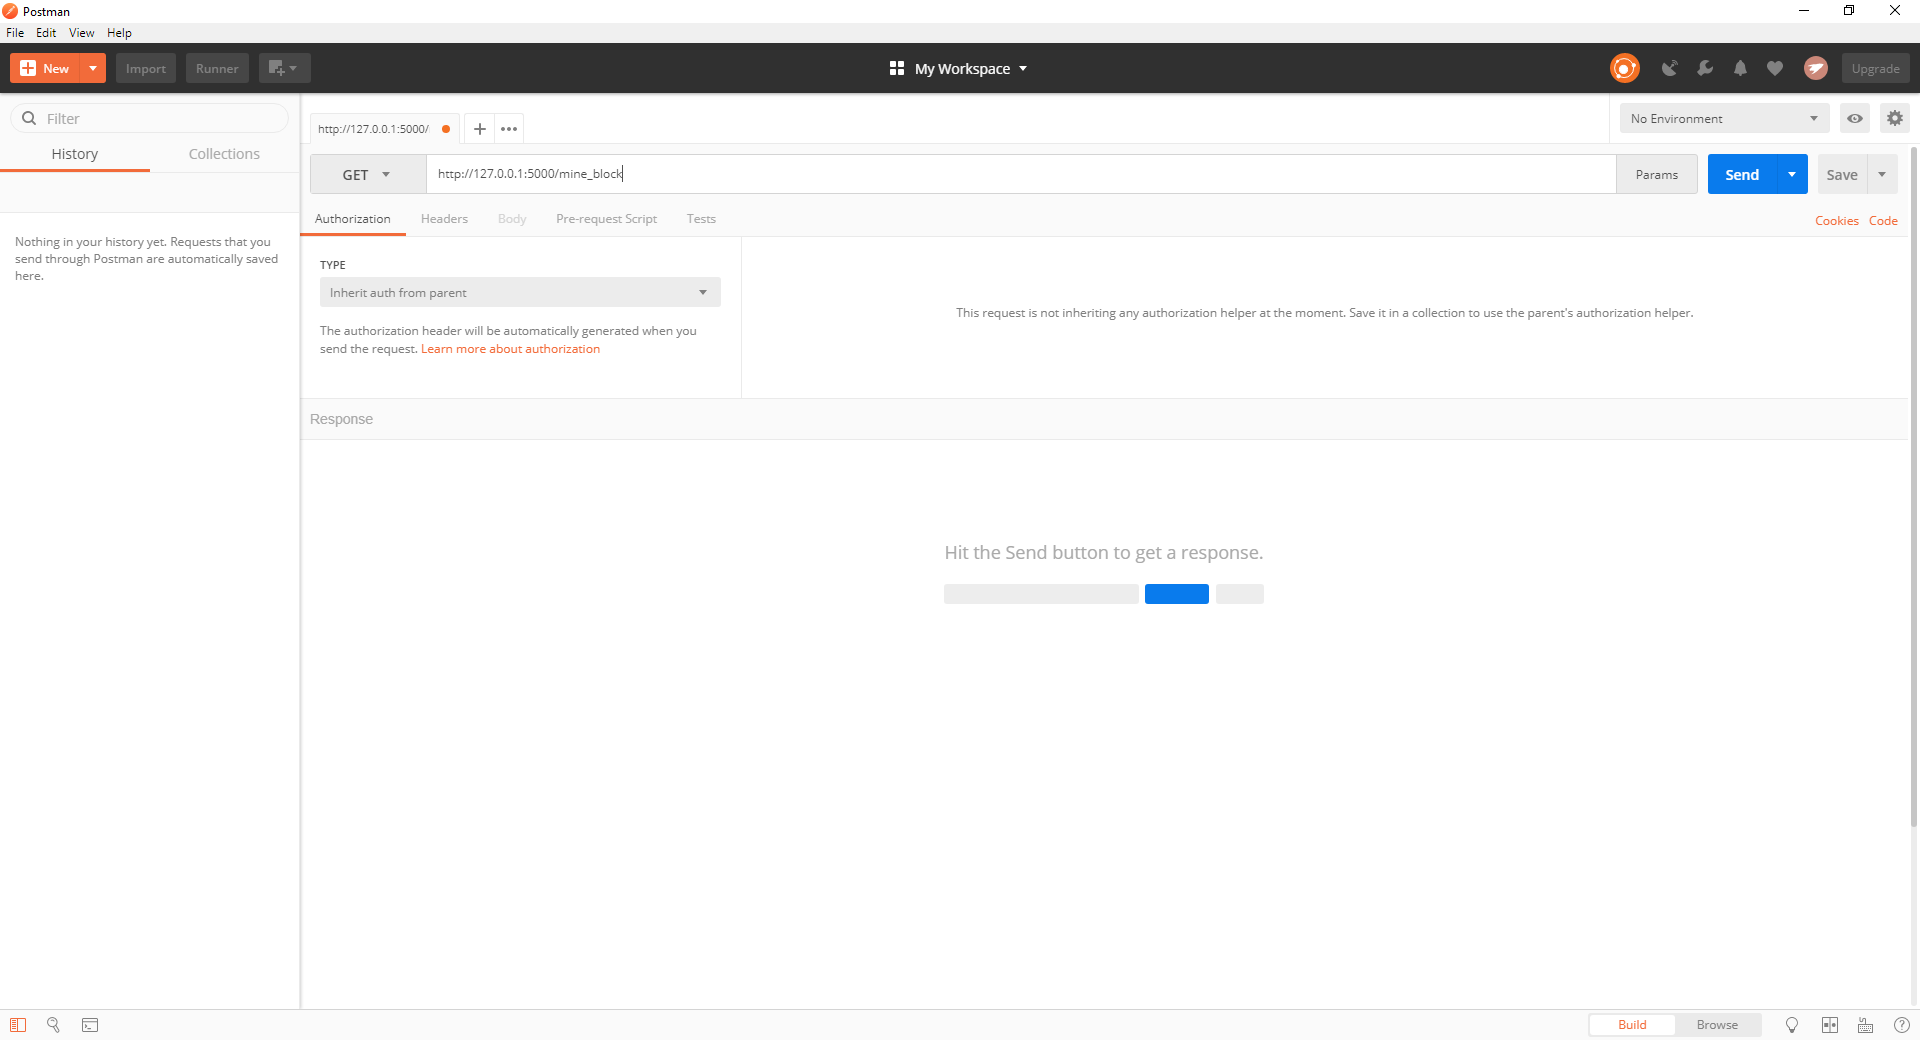 Postman
File Edit View Help
New Import Runner My Workspace Upgrade
Filter
History Collections
Nothing in your history yet. Requests that you
send through Postman are automatically saved
here.
http://127.0.0.1:5000/
No Environment
GET http://127.0.0.1:5000/mine_block Params Send Save
Authorization Headers Body Pre-request Script Tests Cookies Code
TYPE
Inherit auth from parent
The authorization header will be automatically generated when you
send the request. Learn more about authorization
This request is not inheriting any authorization helper at the moment. Save it in a collection to use the parent's authorization helper.
Response
Hit the Send button to get a response.
Build Browse